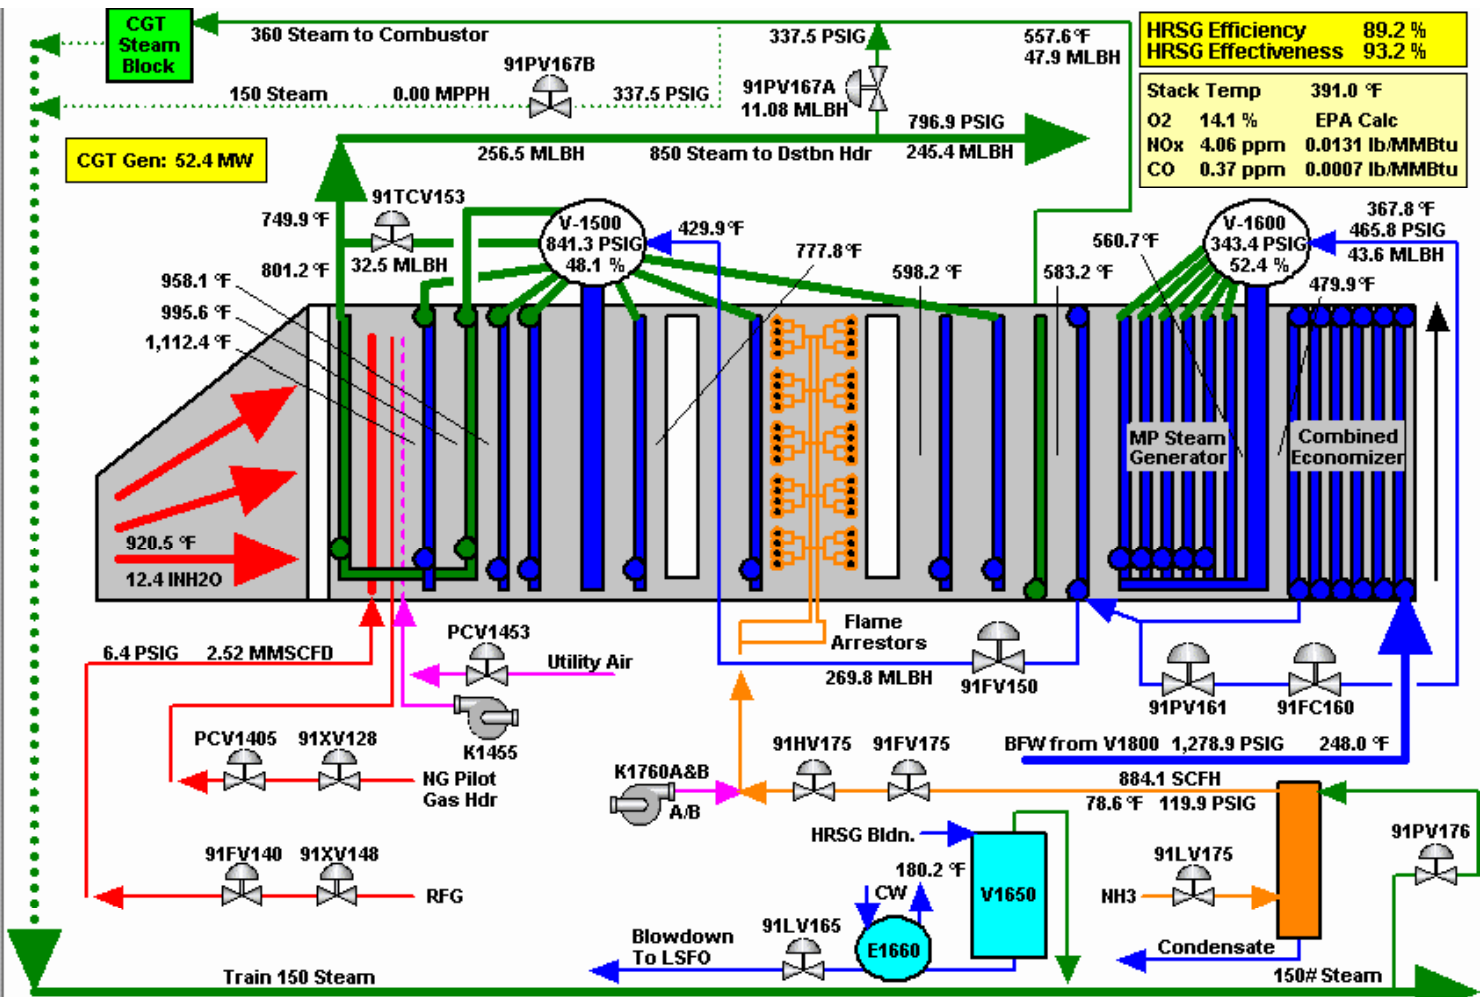 CGT
Steam
Block
360 Steam to Combustor
337.5 PSIG
557.6 °F
47.9 MLBH
HRSG Efficiency 89.2 %
HRSG Effectiveness 93.2 %
91PV167B
150 Steam 0.00 MPPH 337.5 PSIG
91PV167A
11.08 MLBH
Stack Temp 391.0 °F
O2 14.1 % EPA Calc
NOx 4.06 ppm 0.0131 lb/MMBtu
CO 0.37 ppm 0.0007 lb/MMBtu
796.9 PSIG
CGT Gen: 52.4 MW
256.5 MLBH 850 Steam to Dstbn Hdr 245.4 MLBH
91TCV153
749.9 °F
32.5 MLBH
801.2 °F
V-1500
841.3 PSIG
48.1 %
429.9 °F
777.8 °F
598.2 °F
583.2 °F
560.7 °F
V-1600
343.4 PSIG
52.4 %
367.8 °F
465.8 PSIG
43.6 MLBH
479.9 °F
958.1 °F
995.6 °F
1,112.4 °F
MP Steam
Generator
Combined
Economizer
920.5 °F
12.4 INH2O
6.4 PSIG 2.52 MMSCFD
PCV1453
Utility Air
K1455
Flame
Arrestors
269.8 MLBH
91FV150
91PV161
91FC160
PCV1405
91XV128
NG Pilot
Gas Hdr
BFW from V1800 1,278.9 PSIG 248.0 °F
K1760A&B
A/B
91HV175
91FV175
884.1 SCFH
78.6 °F 119.9 PSIG
91FV140
91XV148
RFG
HRSG Bldn.
180.2 °F
CW
V1650
E1660
91LV165
Blowdown
To LSFO
91LV175
NH3
91PV176
Condensate
Train 150 Steam
150# Steam